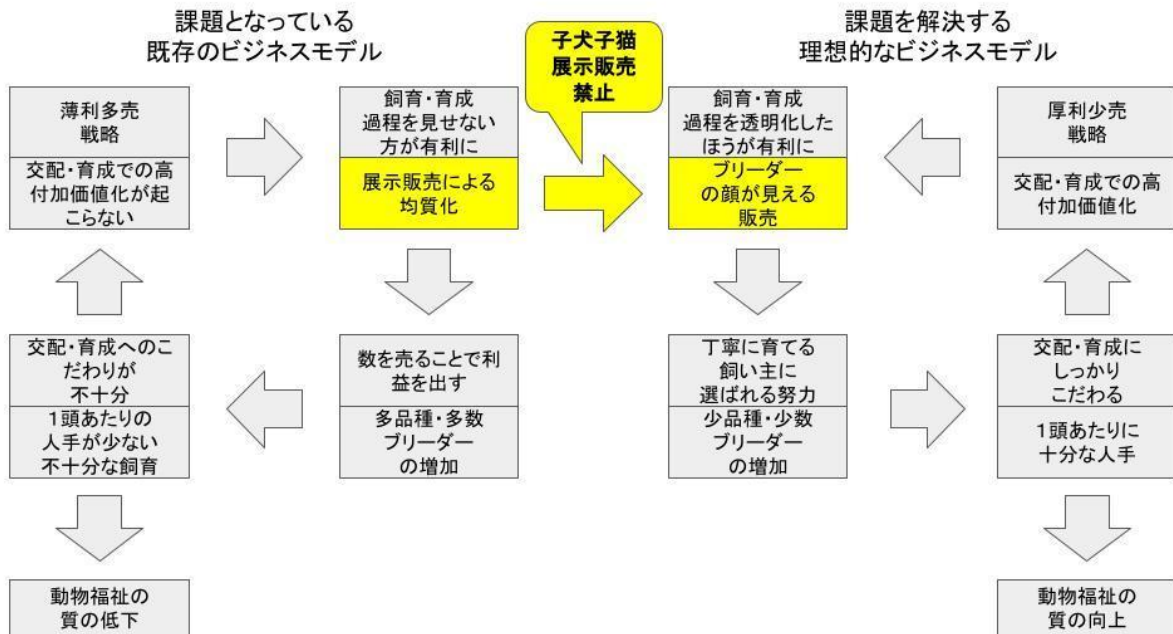 課題となっている
既存のビジネスモデル
子犬子猫
展示販売
禁止
課題を解決する
理想的なビジネスモデル
薄利多売
戦略
交配・育成での高
付加価値化が起
こらない
飼育・育成
過程を見せない
方が有利に
展示販売による
均質化
飼育・育成
過程を透明化した
ほうが有利に
ブリーダー
の顔が見える
販売
厚利少売
戦略
交配・育成での高
付加価値化
交配・育成へのこ
だわりが
不十分
1頭あたりの
人手が少ない
不十分な飼育
数を売ることで利
益を出す
多品種・多数
ブリーダー
の増加
丁寧に育てる
飼い主に
選ばれる努力
少品種・少数
ブリーダー
の増加
交配・育成に
しっかり
こだわる
1頭あたりに
十分な人手
動物福祉の
質の低下
動物福祉の
質の向上